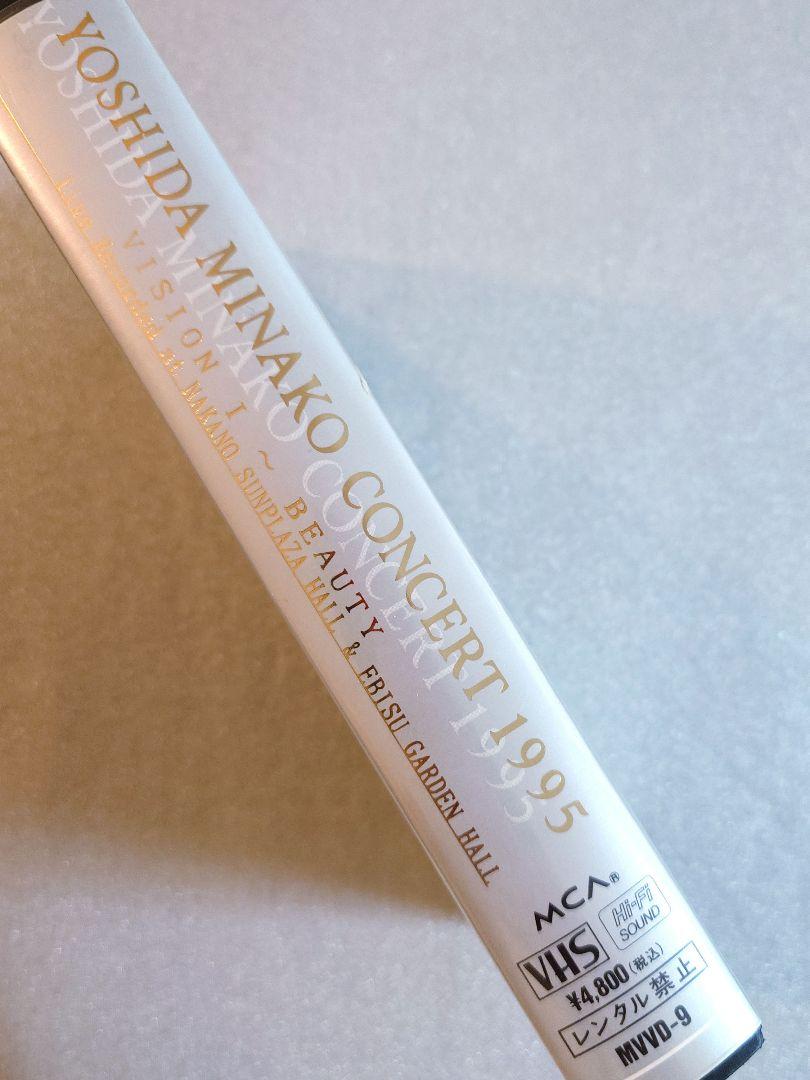 YOSHIDA MINAKO CONCERT 1995
YOSHIDA MINAKO CONCERT 1995
VISION I ~ BEAUTY
Live Recorded at NAKANO SUNPLAZA HALL & EBISU GARDEN HALL
MCA®
VHS
Hi-Fi
SOUND
¥4,800(税込)
レンタル禁止
MVVD-9